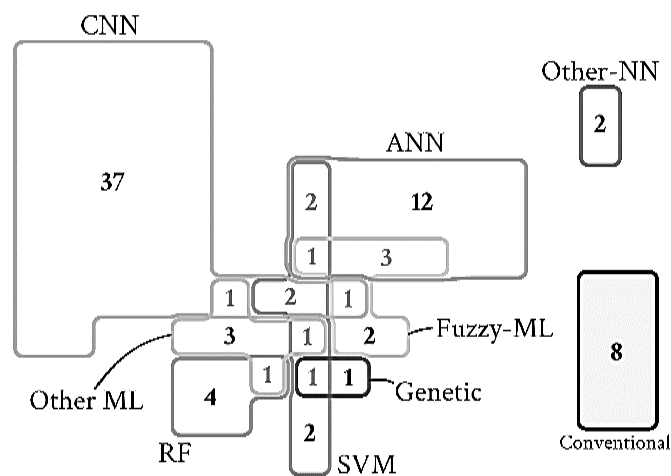 CNN
Other-NN
2
ANN
37
2
12
1
3
1
2
1
3
1
2
Fuzzy-ML
8
1
1
1
Genetic
Other ML
4
2
RF
SVM
Conventional